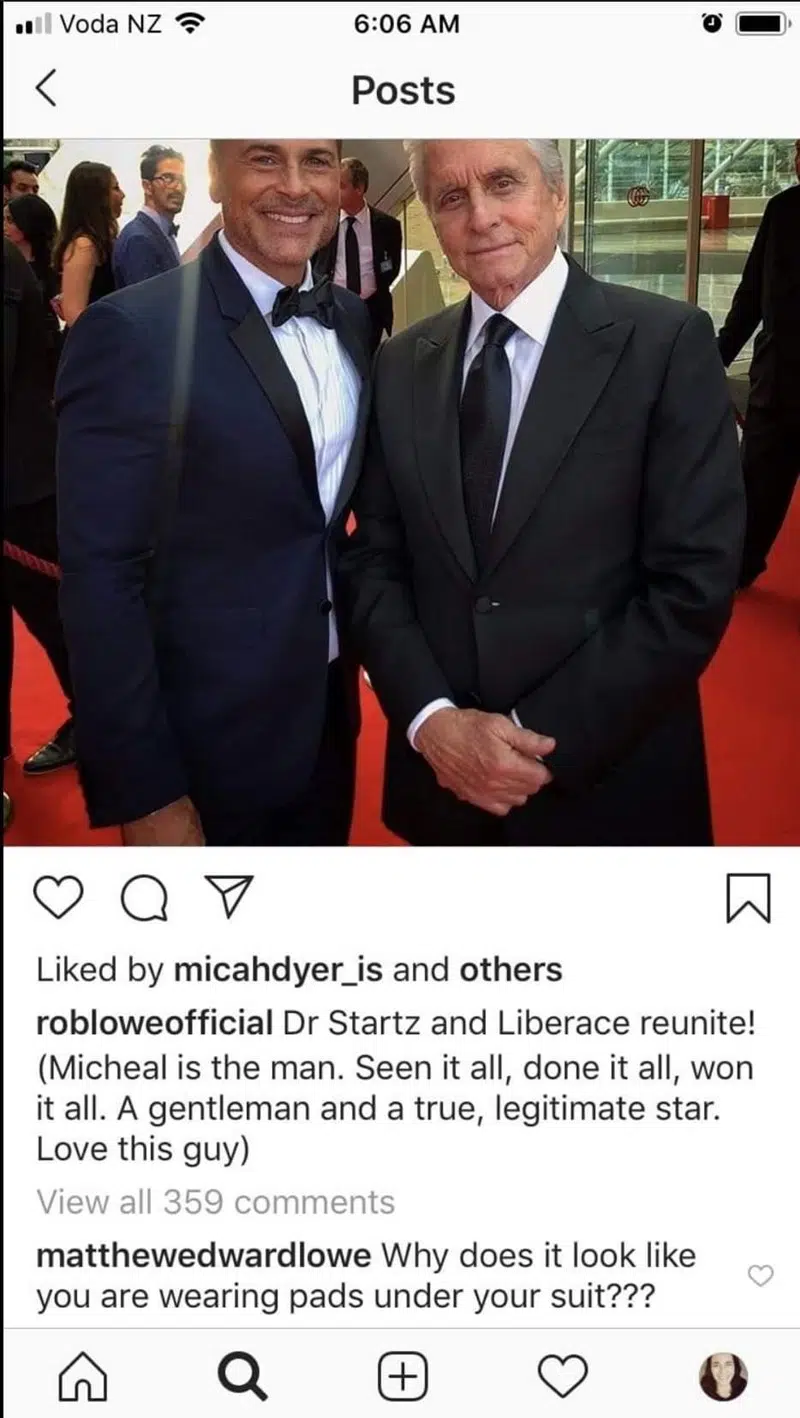 Voda NZ
6:06 AM
Posts
Liked by micahdyer_is and others
robloweofficial Dr Startz and Liberace reunite!
(Micheal is the man. Seen it all, done it all, won
it all. A gentleman and a true, legitimate star.
Love this guy)
View all 359 comments
matthewedwardlowe Why does it look like
you are wearing pads under your suit???